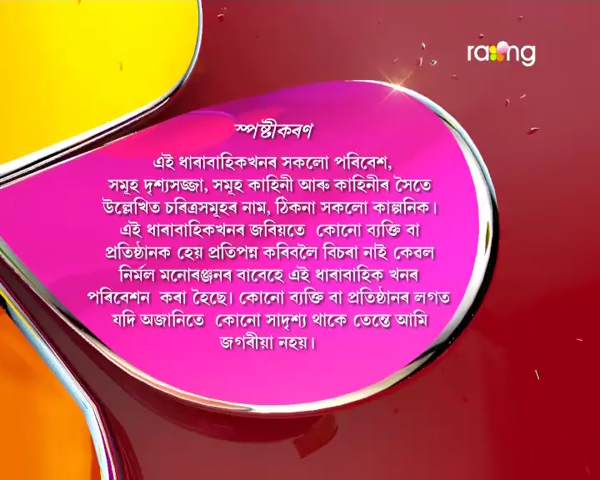 rang
স্পষ্টীকৰণ
এই ধাৰাবাহিকখনৰ সকলো পৰিবেশ,
সমূহ দৃশ্যসজ্জা, সমূহ কাহিনী আৰু কাহিনীৰ সৈতে
উল্লেখিত চৰিত্ৰসমূহৰ নাম, ঠিকনা সকলো কাল্পনিক।
এই ধাৰাবাহিকখনৰ জৰিয়তে কোনো ব্যক্তি বা
প্ৰতিষ্ঠানক হেয় প্ৰতিপন্ন কৰিবলৈ বিচৰা নাই কেৱল
নিৰ্মল মনোৰঞ্জনৰ বাবেহে এই ধাৰাবাহিক খনৰ
পৰিবেশন কৰা হৈছে। কোনো ব্যক্তি বা প্ৰতিষ্ঠানৰ লগত
যদি অজানিতে কোনো সাদৃশ্য থাকে তেন্তে আমি
জগৰীয়া নহয়।